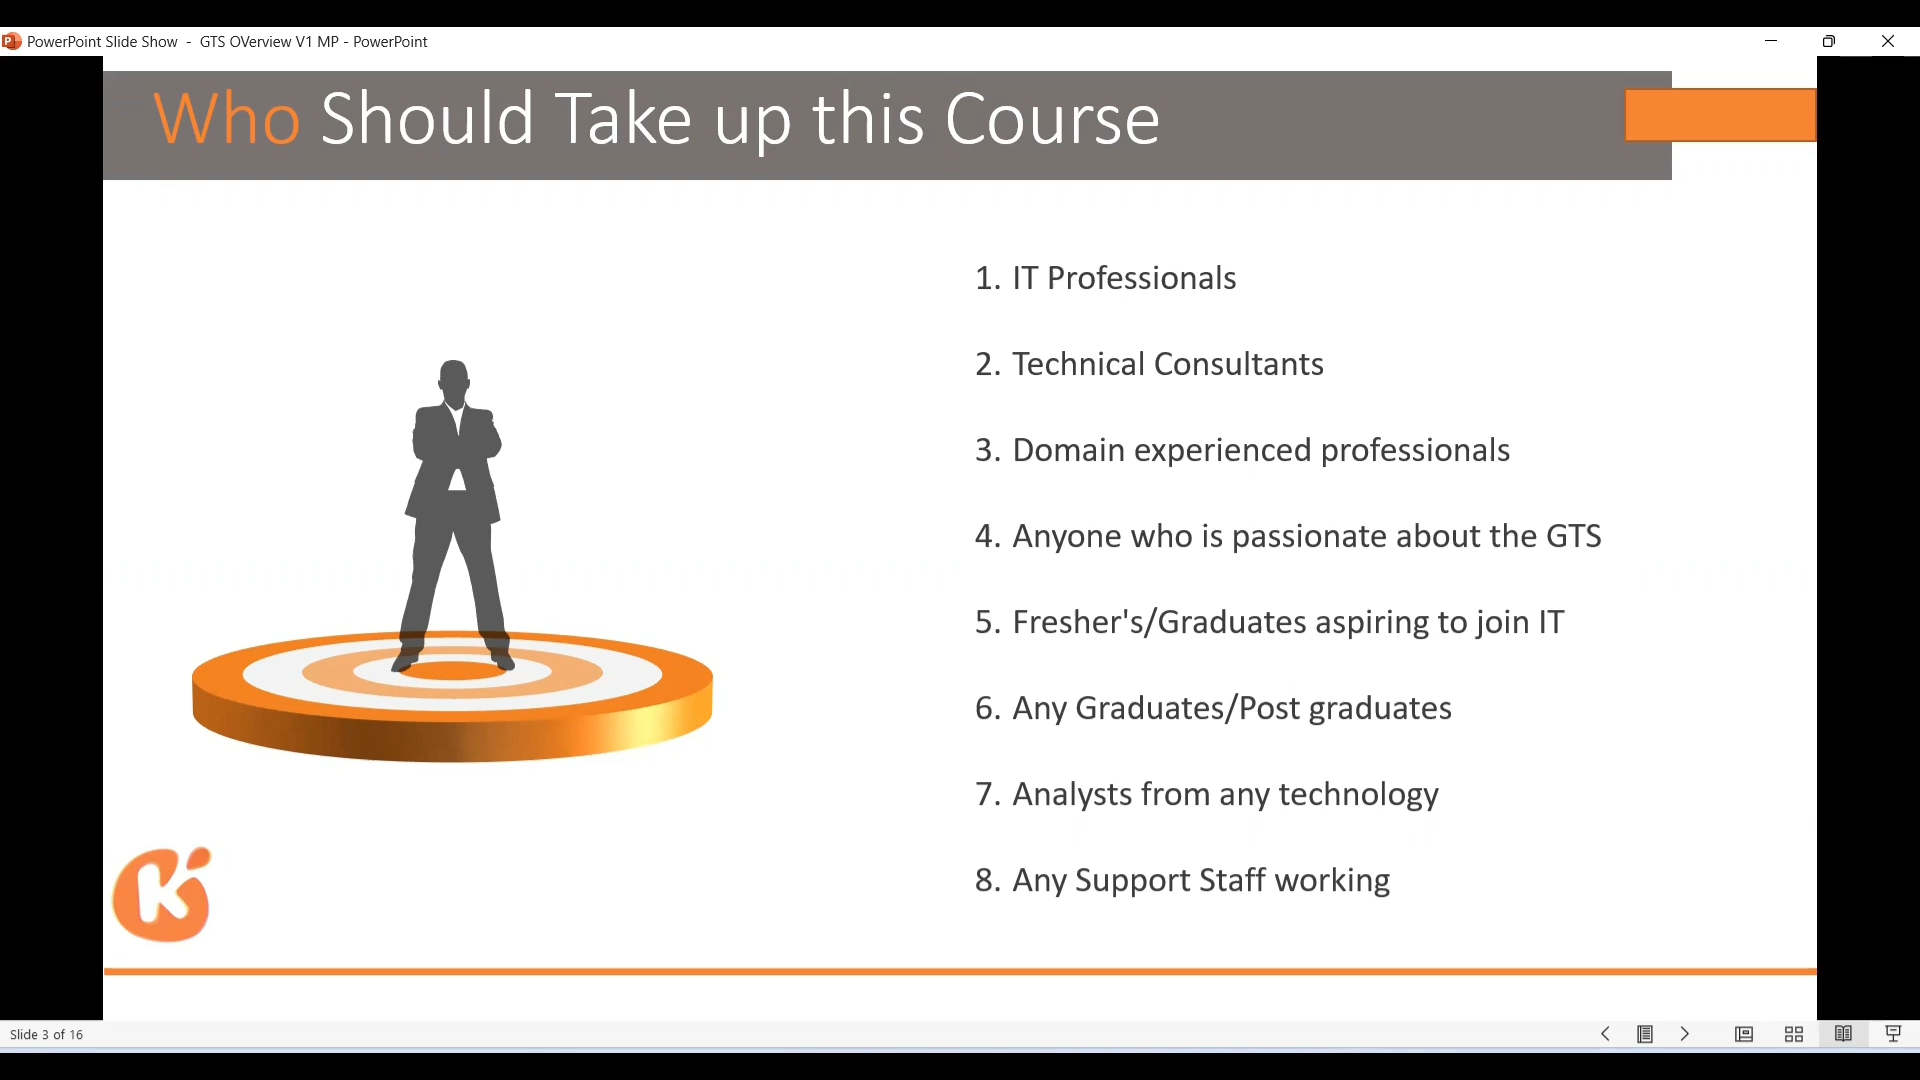 PowerPoint Slide Show - GTS OVerview V1 MP - PowerPoint
Who Should Take up this Course
1. IT Professionals
2. Technical Consultants
3. Domain experienced professionals
4. Anyone who is passionate about the GTS
5. Fresher's/Graduates aspiring to join IT
6. Any Graduates/Post graduates
7. Analysts from any technology
8. Any Support Staff working
K
Slide 3 of 16